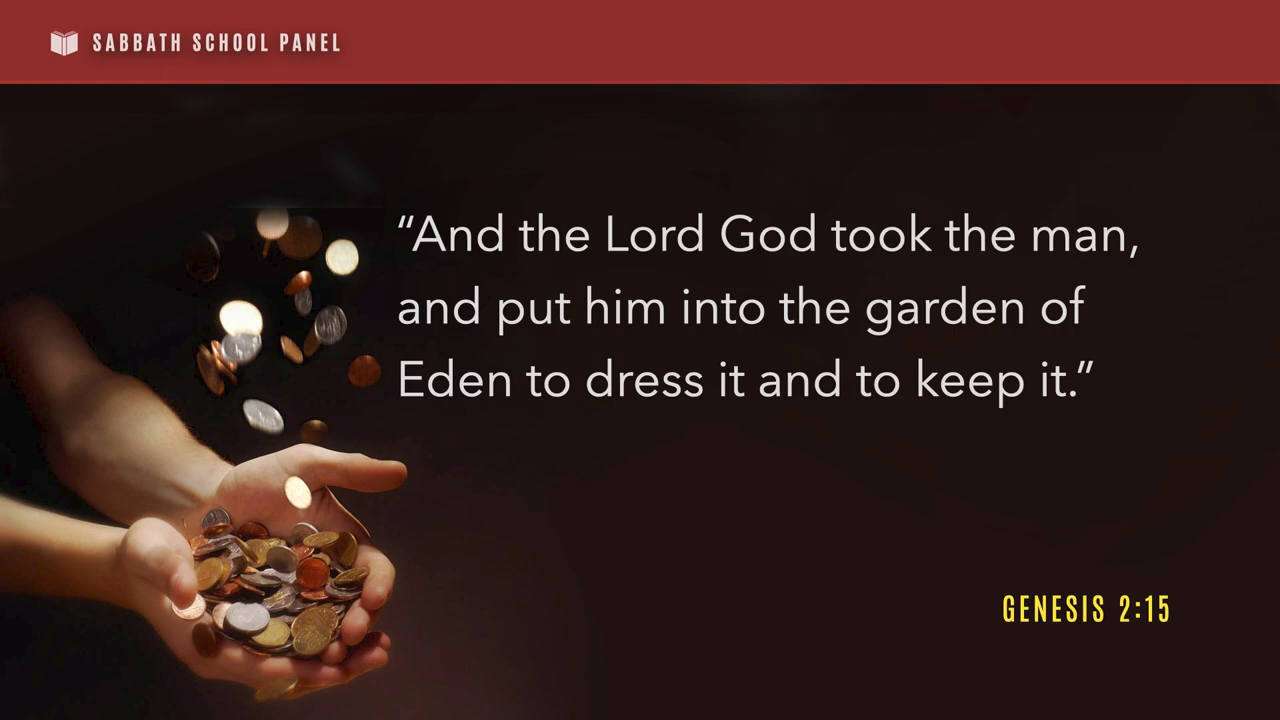 SABBATH SCHOOL PANEL
“And the Lord God took the man,
and put him into the garden of
Eden to dress it and to keep it.”
GENESIS 2:15